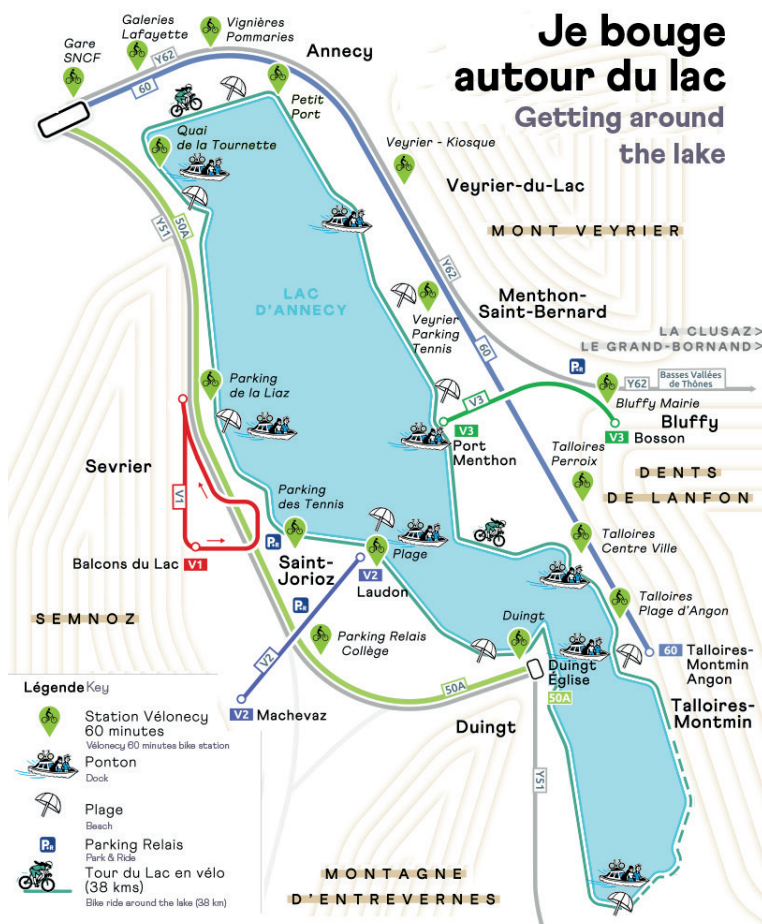 Je bouge
autour du lac
Getting around
the lake
Gare
SNCF
Galeries
Lafayette
Vignières
Pommaries
Annecy
Y62
60
Petit
Port
Quai
de la Tournette
Veyrier - Kiosque
Veyrier-du-Lac
MONT VEYRIER
50A
Y51
Y62
LAC
D'ANNECY
Menthon-
Saint-Bernard
Veyrier
Parking
Tennis
60
LA CLUSAZ>
LE GRAND-BORNAND>
P+R
Y62
Basses Vallées
de Thônes
Bluffy Mairie
Parking
de la Liaz
V3
Bluffy
V3 Bosson
V3
Port
Menthon
Talloires
Perroix
Sevrier
DENTS
DE LANFON
V1
Parking
des Tennis
P+R
Talloires
Centre Ville
Balcons du Lac V1
Saint-
Jorioz
Plage
V2
Laudon
P+R
Talloires
Plage d'Angon
SEMNOZ
Parking Relais
Collège
Duingt
V2
60 Talloires-
Montmin
Angon
Duingt
Église
50A
50A
V2 Machevaz
Duingt
Talloires-
Montmin
Y51
Légende Key
Station Vélonecy
60 minutes
Vélonecy 60 minutes bike station
Ponton
Dock
Plage
Beach
P+R
Parking Relais
Park & Ride
Tour du Lac en vélo
(38 kms)
Bike ride around the lake (38 km)
MONTAGNE
D'ENTREVERNES